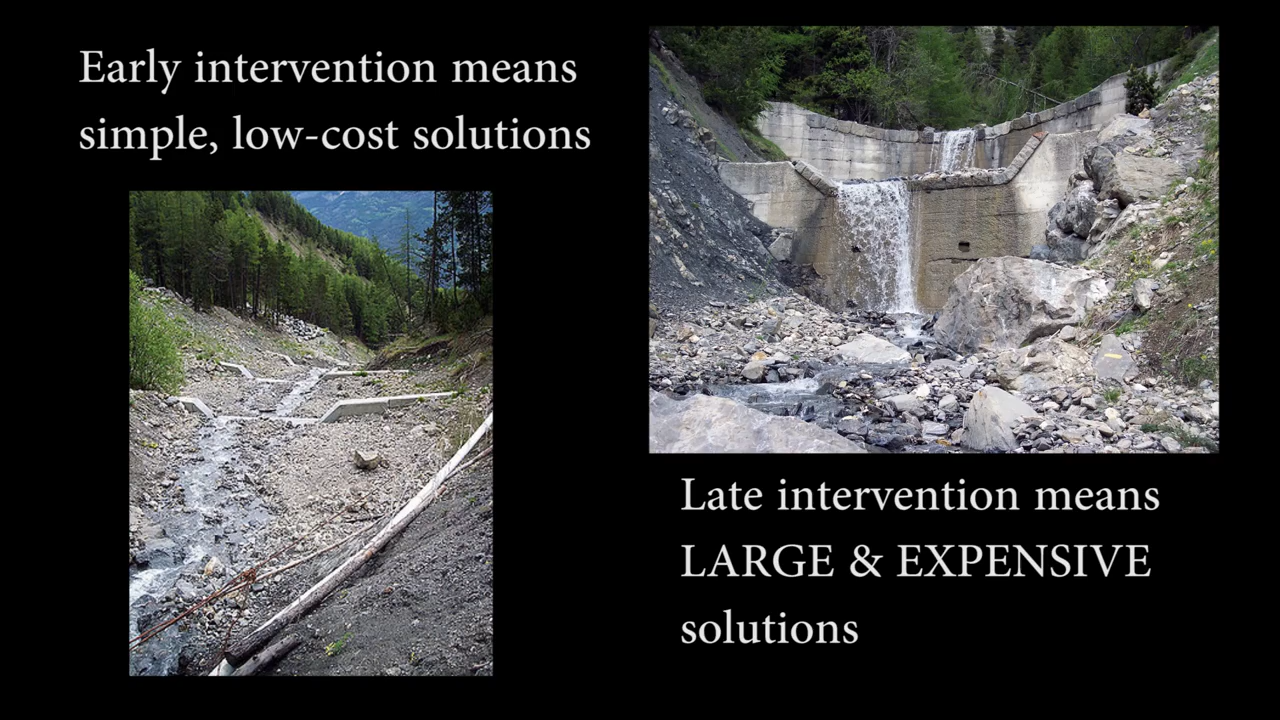 Early intervention means
simple, low-cost solutions
Late intervention means
LARGE & EXPENSIVE
solutions